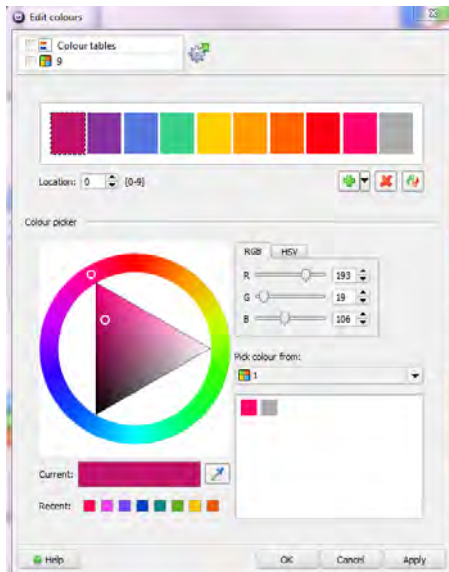 Edit colours
Colour tables
9
Location: 0 [0-9]
Colour picker
RGB HSV
R 193
G 19
B 106
Pick colour from:
1
Current:
Recent:
Help OK Cancel Apply